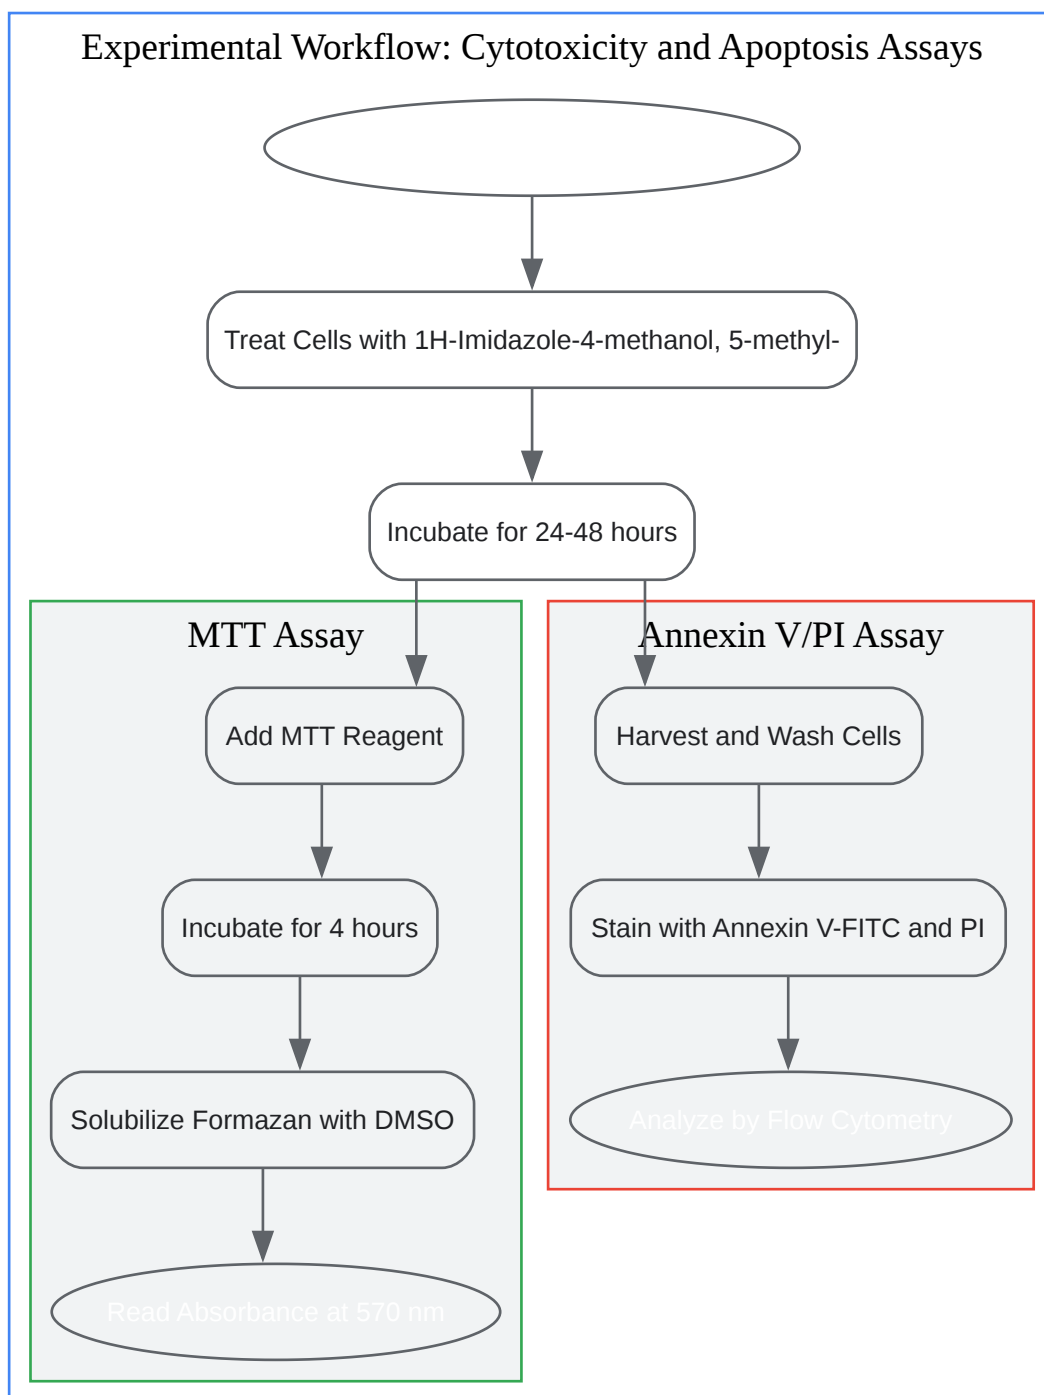 Experimental Workflow: Cytotoxicity and Apoptosis Assays
Treat Cells with 1H-Imidazole-4-methanol, 5-methyl-
Incubate for 24-48 hours
MTT Assay
Add MTT Reagent
Incubate for 4 hours
Solubilize Formazan with DMSO
Read Absorbance at 570 nm
Annexin V/PI Assay
Harvest and Wash Cells
Stain with Annexin V-FITC and PI
Analyze by Flow Cytometry